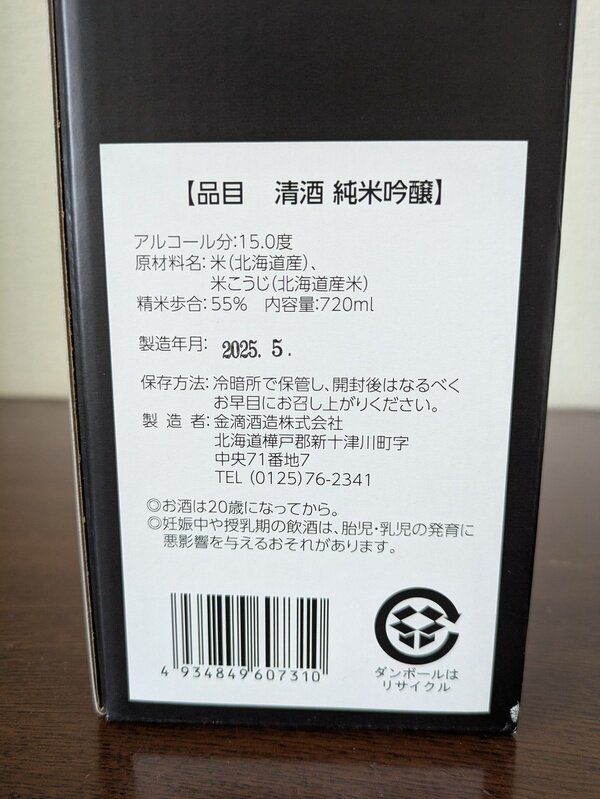 【品目　清酒 純米吟醸】
アルコール分:15.0度
原材料名:米(北海道産)、
米こうじ(北海道産米)
精米歩合:55%　内容量:720ml
製造年月: 2025. 5.
保存方法:冷暗所で保管し、開封後はなるべく
お早目にお召し上がりください。
製 造 者:金滴酒造株式会社
北海道樺戸郡新十津川町字
中央71番地7
TEL (0125)76-2341
◎お酒は20歳になってから。
◎妊娠中や授乳期の飲酒は、胎児・乳児の発育に
悪影響を与えるおそれがあります。
4 934849 607310
ダンボールは
リサイクル